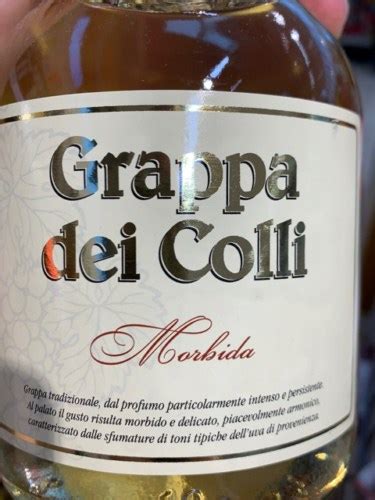 Grappa
dei Colli
Morbida
Grappa tradizionale, dal profumo particolarmente intenso e persistente.
Al palato il gusto risulta morbido e delicato, piacevolmente armonico,
caratterizzato dalle sfumature di toni tipiche dell'uva di provenienza.